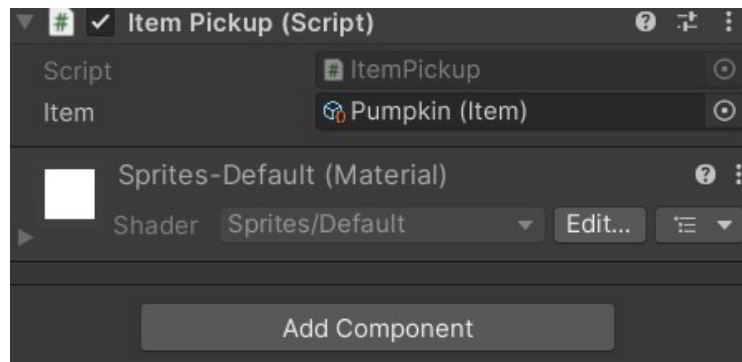 Item Pickup (Script)
Script ItemPickup
Item Pumpkin (Item)
Sprites-Default (Material)
Shader Sprites/Default Edit...
Add Component